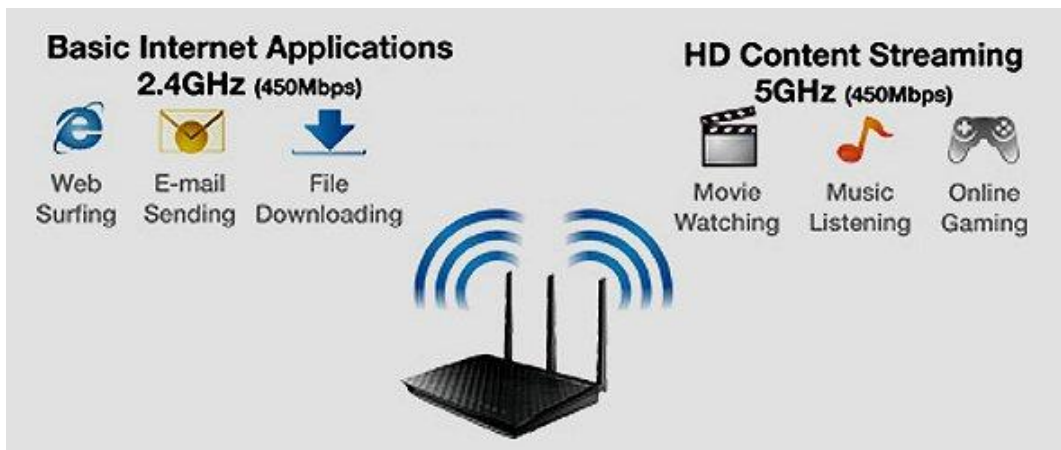 Basic Internet Applications
2.4GHz (450Mbps)
Web
Surfing
E-mail
Sending
File
Downloading
HD Content Streaming
5GHz (450Mbps)
Movie
Watching
Music
Listening
Online
Gaming